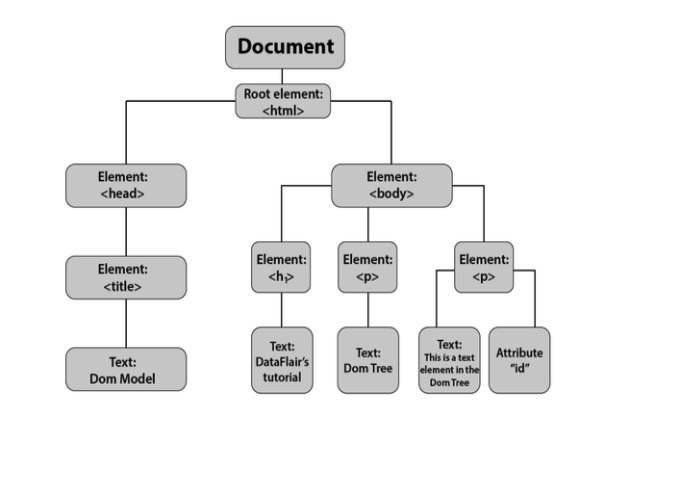 Document
Root element:
<html>
Element:
<head>
Element:
<body>
Element:
<title>
Element:
<h1>
Element:
<p>
Element:
<p>
Text:
Dom Model
Text:
DataFlair's
tutorial
Text:
Dom Tree
Text:
This is a text
element in the
Dom Tree
Attribute
“id”